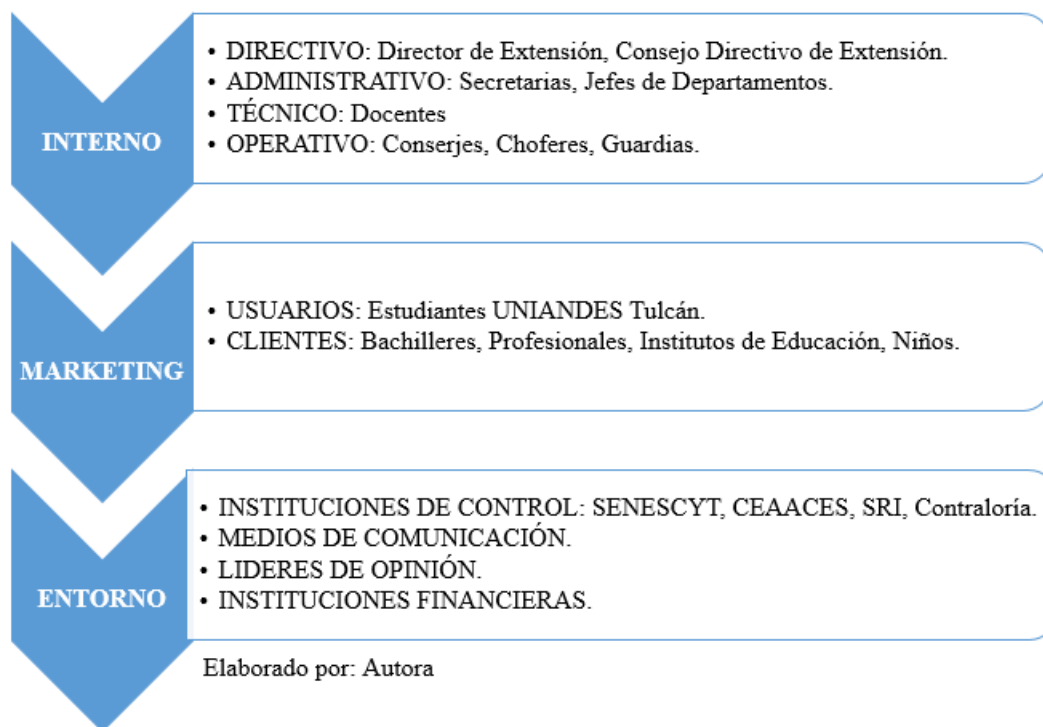 INTERNO
• DIRECTIVO: Director de Extensión, Consejo Directivo de Extensión.
• ADMINISTRATIVO: Secretarias, Jefes de Departamentos.
• TÉCNICO: Docentes
• OPERATIVO: Conserjes, Choferes, Guardias.
MARKETING
• USUARIOS: Estudiantes UNIANDES Tulcán.
• CLIENTES: Bachilleres, Profesionales, Institutos de Educación, Niños.
ENTORNO
• INSTITUCIONES DE CONTROL: SENESCYT, CEAACES, SRI, Contraloría.
• MEDIOS DE COMUNICACIÓN.
• LIDERES DE OPINIÓN.
• INSTITUCIONES FINANCIERAS.
Elaborado por: Autora